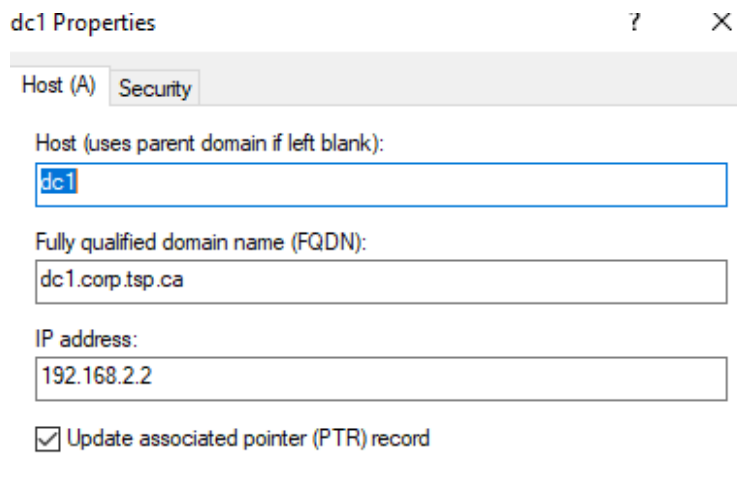 dc1 Properties
Host (A) Security
Host (uses parent domain if left blank):
dc1
Fully qualified domain name (FQDN):
dc1.corp.tsp.ca
IP address:
192.168.2.2
Update associated pointer (PTR) record